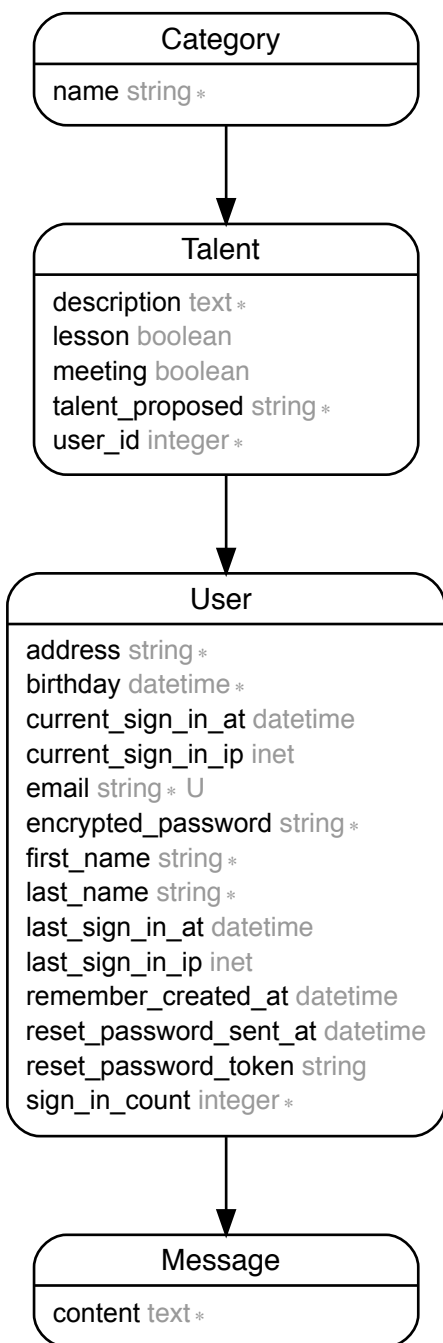 Category
name string *
Talent
description text *
lesson boolean
meeting boolean
talent_proposed string *
user_id integer *
User
address string *
birthday datetime *
current_sign_in_at datetime
current_sign_in_ip inet
email string * U
encrypted_password string *
first_name string *
last_name string *
last_sign_in_at datetime
last_sign_in_ip inet
remember_created_at datetime
reset_password_sent_at datetime
reset_password_token string
sign_in_count integer *
Message
content text *